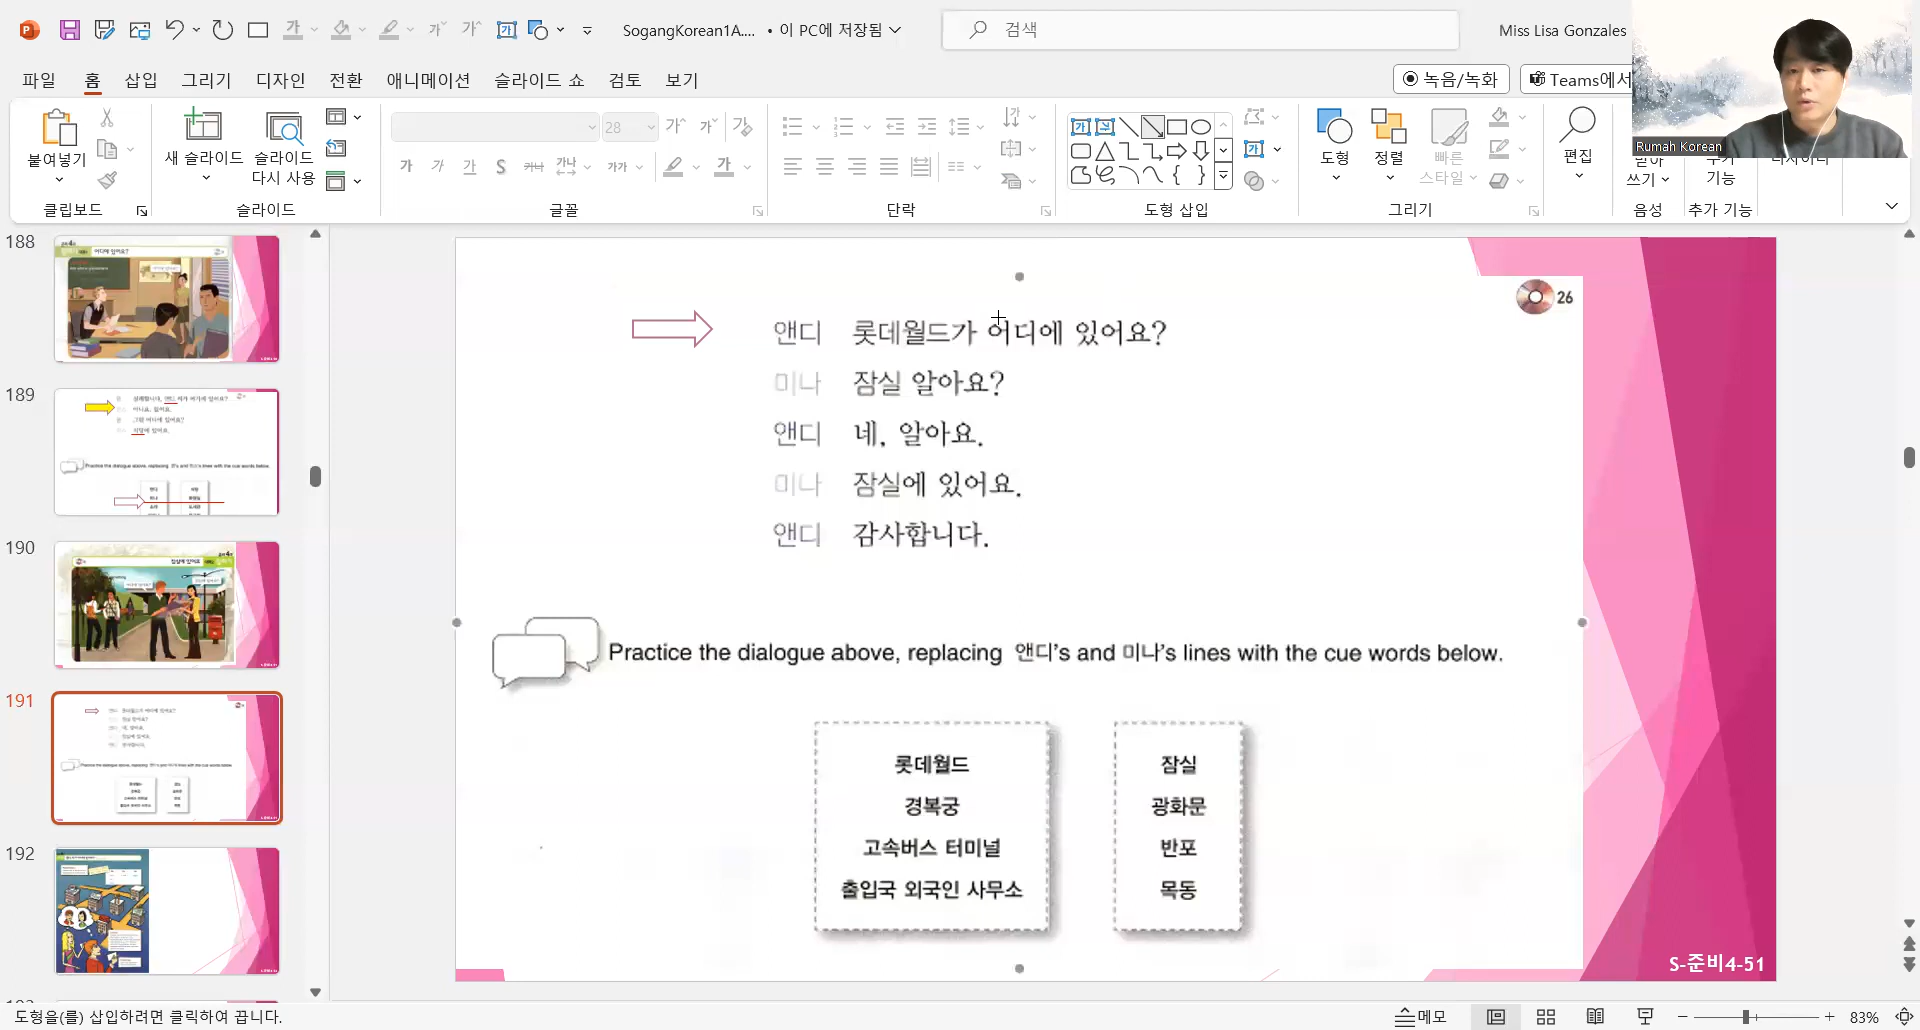 SogangKorean1A.... • 이 PC에 저장됨
검색
Miss Lisa Gonzales
파일 홈 삽입 그리기 디자인 전환 애니메이션 슬라이드 쇼 검토 보기
녹음/녹화
Teams에서
붙여넣기
새 슬라이드
슬라이드
다시 사용
28
도형
정렬
빠른
스타일
편집
쓰기
기능
클립보드
슬라이드
글꼴
단락
도형 삽입
그리기
음성
추가 기능
Rumah Korean
188
189
190
191
192
26
앤디 롯데월드가 어디에 있어요?
미나 잠실 알아요?
앤디 네, 알아요.
미나 잠실에 있어요.
앤디 감사합니다.
Practice the dialogue above, replacing 앤디's and 미나's lines with the cue words below.
롯데월드
경복궁
고속버스 터미널
출입국 외국인 사무소
잠실
광화문
반포
목동
S-준비4-51
도형을(를) 삽입하려면 클릭하여 끕니다.
메모
83%